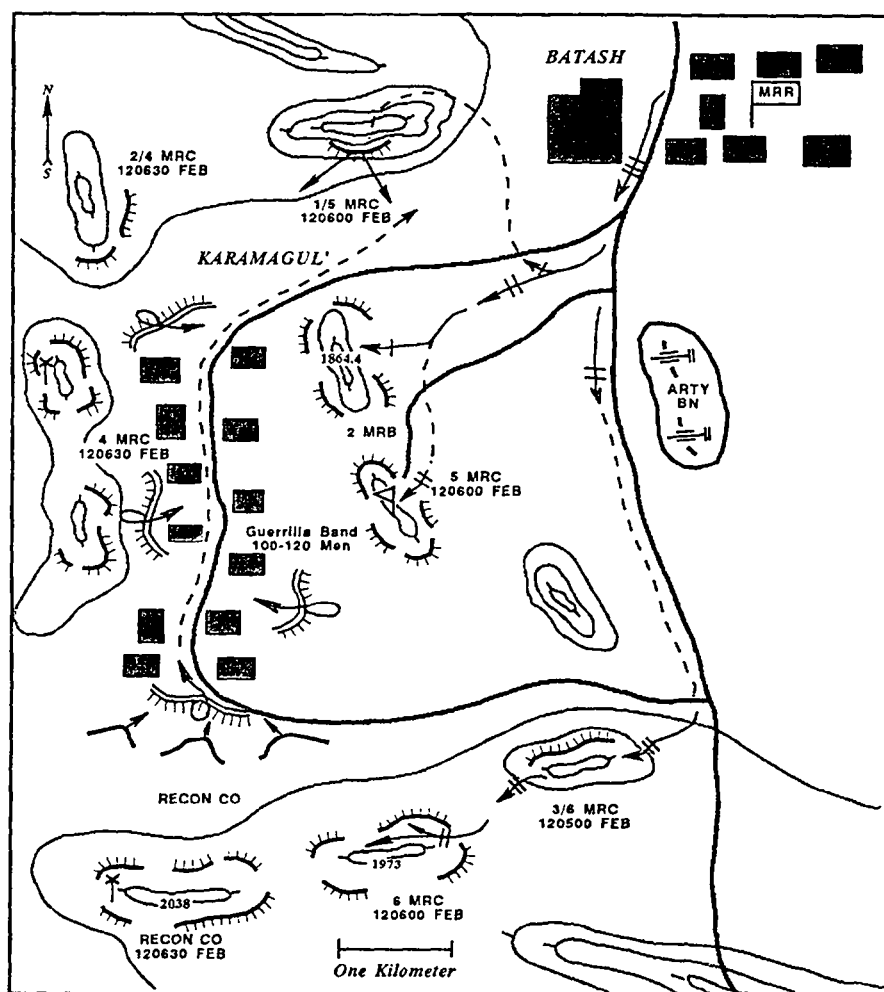 BATASH
MRR
N
S
2/4 MRC
120630 FEB
1/5 MRC
120600 FEB
KARAMAGUL'
1864.4
ARTY
BN
2 MRB
4 MRC
120630 FEB
5 MRC
120600 FEB
Guerrilla Band
100-120 Men
RECON CO
3/6 MRC
120500 FEB
1973
2038
6 MRC
120600 FEB
RECON CO
120630 FEB
One Kilometer